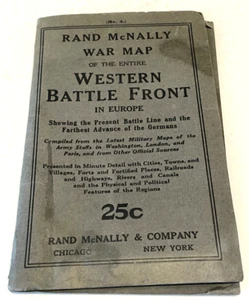 (No. 4.)
RAND McNALLY
WAR MAP
OF THE ENTIRE
WESTERN
BATTLE FRONT
IN EUROPE
Showing the Present Battle Line and the
Farthest Advance of the Germans
Compiled from the Latest Military Maps of the
Army Staffs in Washington, London, and
Paris, and from Other Official Sources
Presented in Minute Detail with Cities, Towns, and
Villages, Forts and Fortified Places, Railroads
and Highways, Rivers and Canals
and the Physical and Political
Features of the Regions
25c
RAND McNALLY & COMPANY
CHICAGO NEW YORK